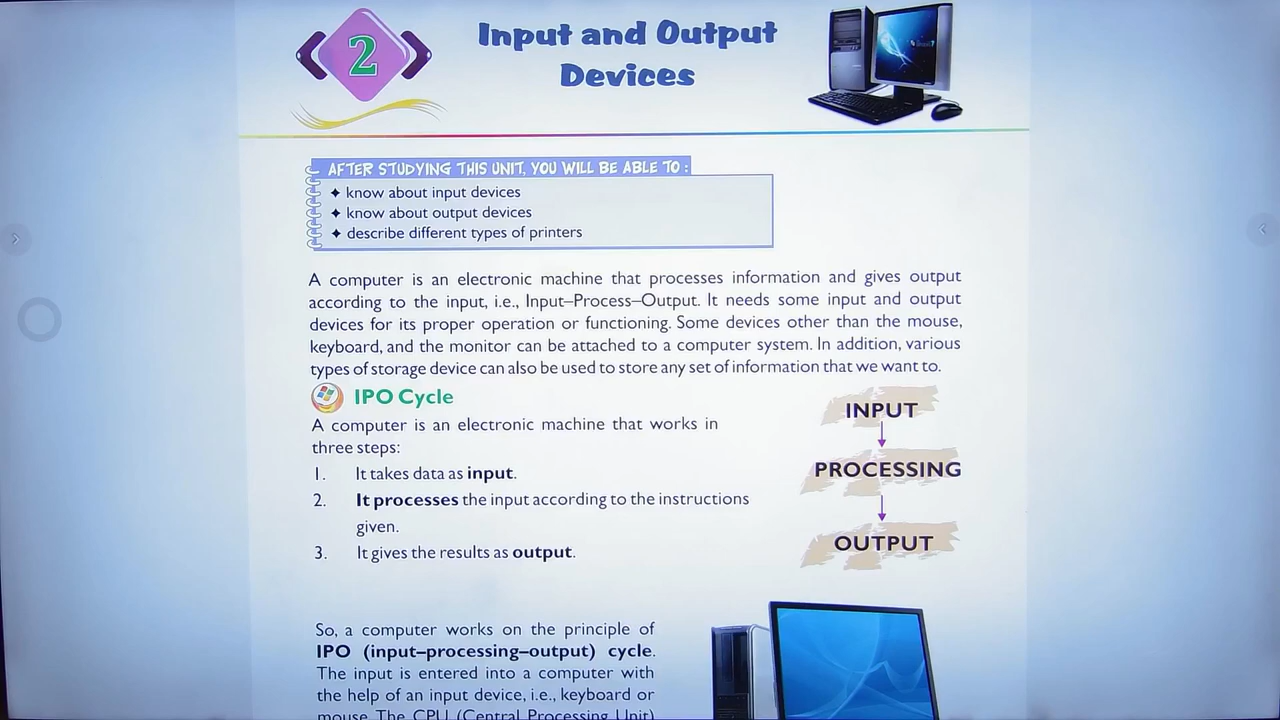 2
Input and Output
Devices
AFTER STUDYING THIS UNIT, YOU WILL BE ABLE TO :
✦ know about input devices
✦ know about output devices
✦ describe different types of printers
A computer is an electronic machine that processes information and gives output
according to the input, i.e., Input–Process–Output. It needs some input and output
devices for its proper operation or functioning. Some devices other than the mouse,
keyboard, and the monitor can be attached to a computer system. In addition, various
types of storage device can also be used to store any set of information that we want to.
IPO Cycle
A computer is an electronic machine that works in
three steps:
1. It takes data as input.
2. It processes the input according to the instructions
given.
3. It gives the results as output.
INPUT
PROCESSING
OUTPUT
So, a computer works on the principle of
IPO (input–processing–output) cycle.
The input is entered into a computer with
the help of an input device, i.e., keyboard or
mouse. The CPU (Central Processing Unit)